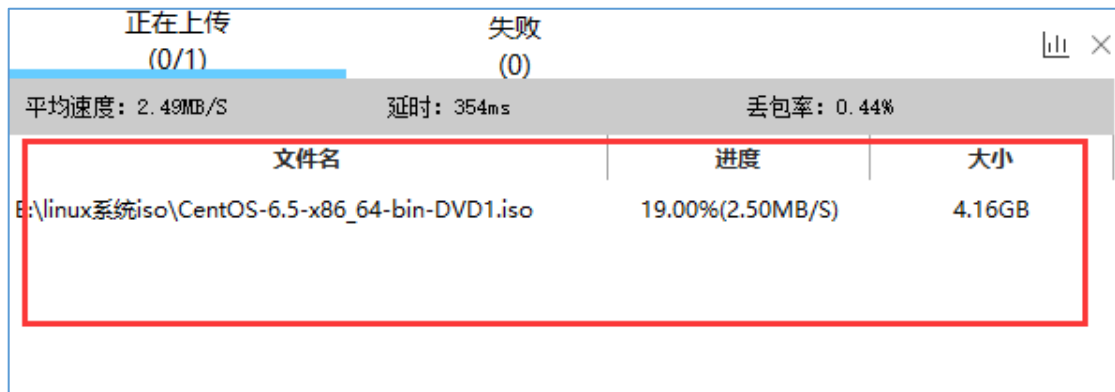 正在上传 失败
(0/1) (0)
平均速度: 2.49MB/S 延时: 354ms 丢包率: 0.44%
文件名 进度 大小
E:\linux系统iso\CentOS-6.5-x86_64-bin-DVD1.iso 19.00%(2.50MB/S) 4.16GB